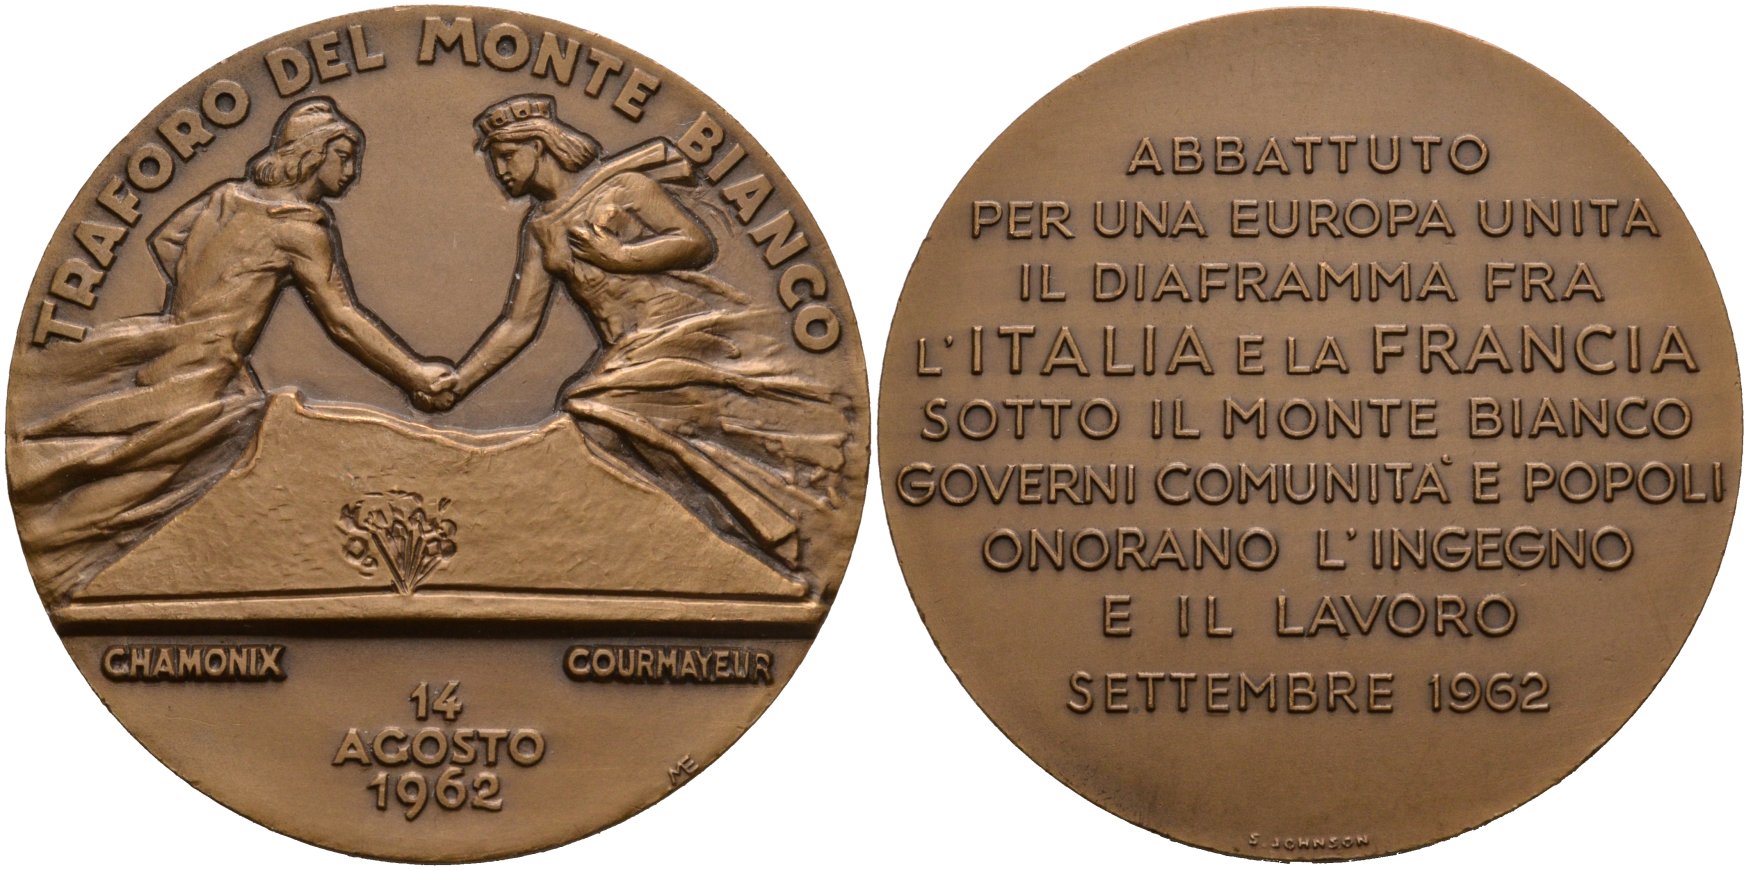 TRAFORO DEL MONTE BIANCO
CHAMONIX
COURMAYEUR
14
AGOSTO
1962
ME
ABBATTUTO
PER UNA EUROPA UNITA
IL DIAFRAMMA FRA
L'ITALIA E LA FRANCIA
SOTTO IL MONTE BIANCO
GOVERNI COMUNITÀ E POPOLI
ONORANO L'INGEGNO
E IL LAVORO
SETTEMBRE 1962
S. JOHNSON